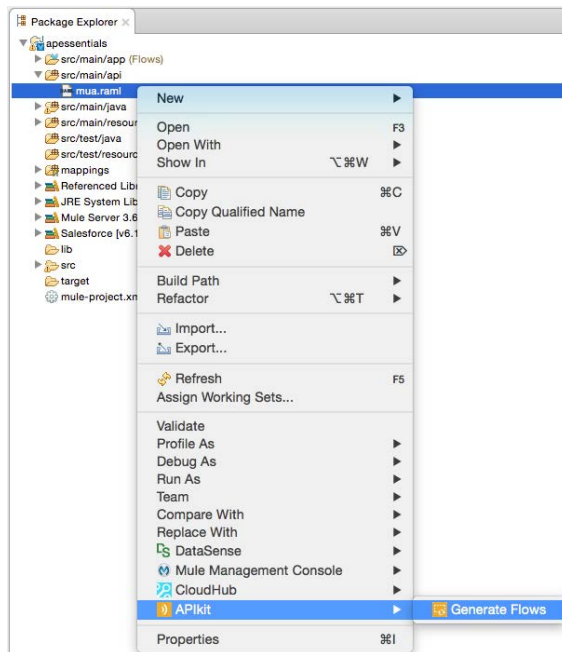 Package Explorer
apessentials
src/main/app (Flows)
src/main/api
mua.raml
src/main/java
src/main/resour
src/test/java
src/test/resourc
mappings
Referenced Libr
JRE System Lib
Mule Server 3.6
Salesforce [v6.1
lib
src
target
mule-project.xm
New
Open F3
Open With
Show In ⌥⌘W
Copy ⌘C
Copy Qualified Name
Paste ⌘V
Delete ⌦
Build Path
Refactor ⌥⌘T
Import...
Export...
Refresh F5
Assign Working Sets...
Validate
Profile As
Debug As
Run As
Team
Compare With
Replace With
DS DataSense
Mule Management Console
CloudHub
APIkit
Generate Flows
Properties ⌘I